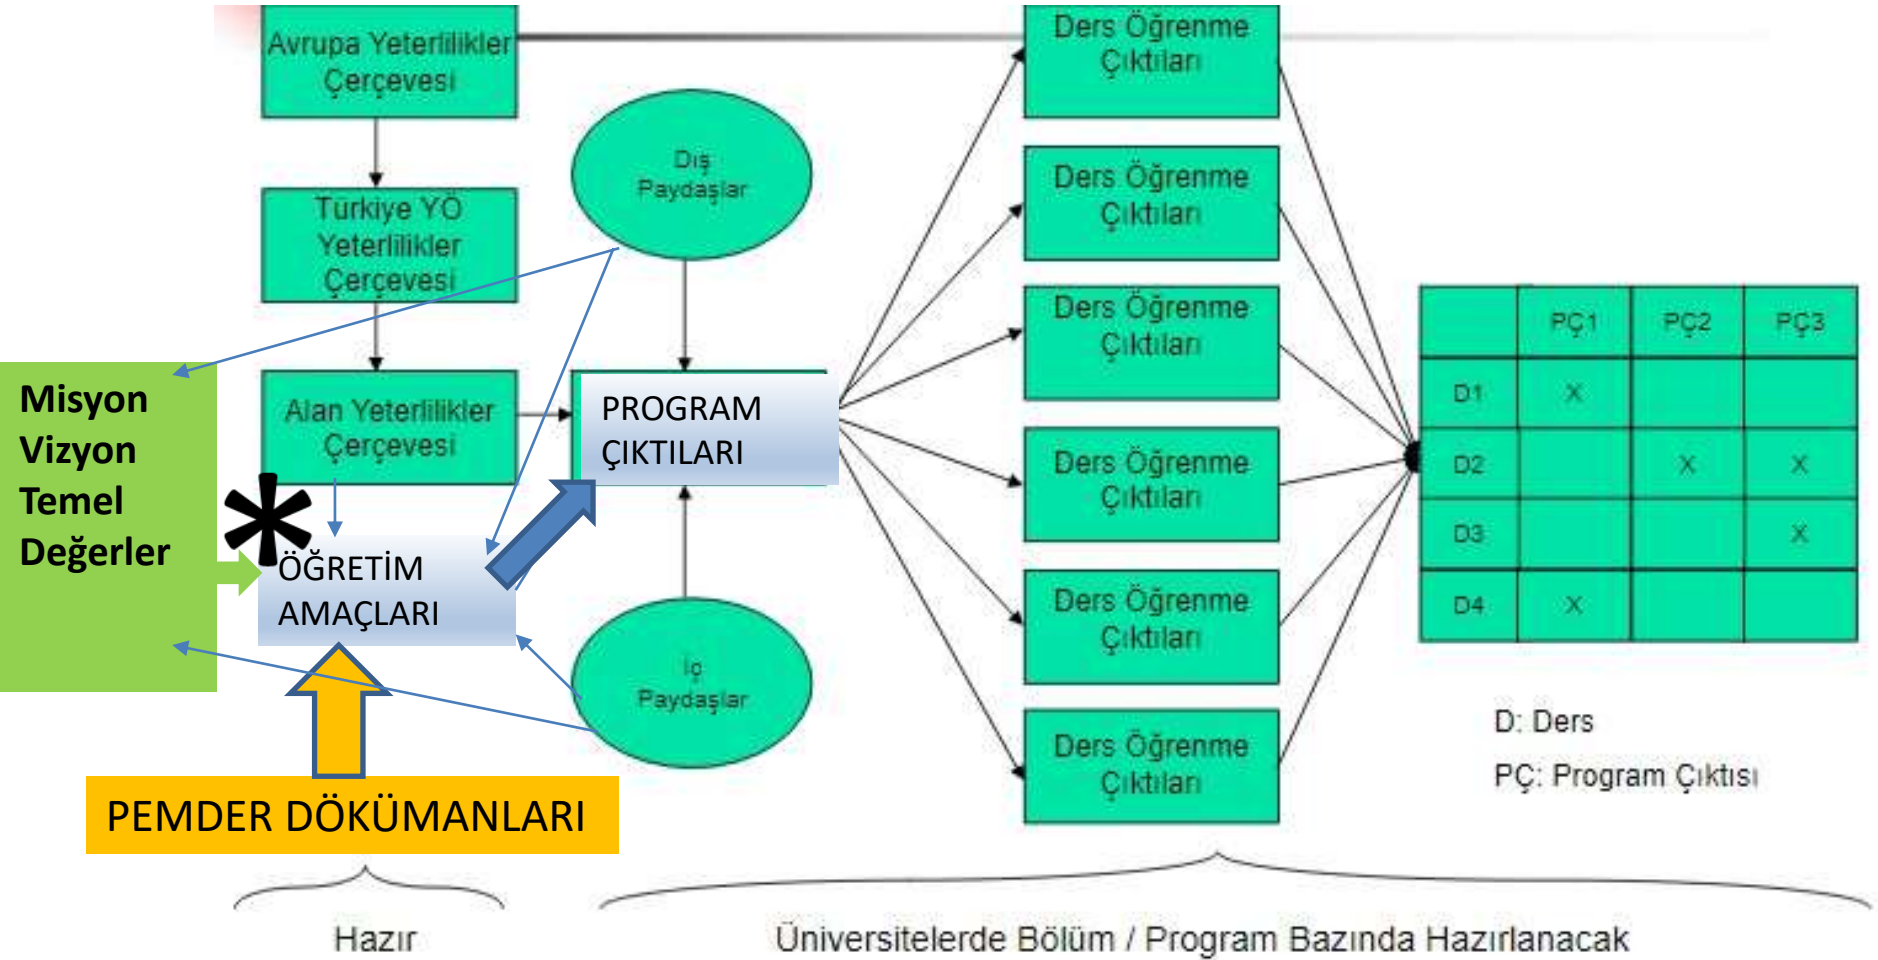 Avrupa Yeterlilikler
Çerçevesi
Türkiye YÖ
Yeterlilikler
Çerçevesi
Alan Yeterlilikler
Çerçevesi
Misyon
Vizyon
Temel
Değerler
*
ÖĞRETİM
AMAÇLARI
PEMDER DÖKÜMANLARI
Dış
Paydaşlar
PROGRAM
ÇIKTILARI
İç
Paydaşlar
Ders Öğrenme
Çıktıları
Ders Öğrenme
Çıktıları
Ders Öğrenme
Çıktıları
Ders Öğrenme
Çıktıları
Ders Öğrenme
Çıktıları
Ders Öğrenme
Çıktıları
PÇ1 PÇ2 PÇ3
D1 X
D2 X X
D3 X
D4 X
D: Ders
PÇ: Program Çıktısı
Hazır
Üniversitelerde Bölüm / Program Bazında Hazırlanacak